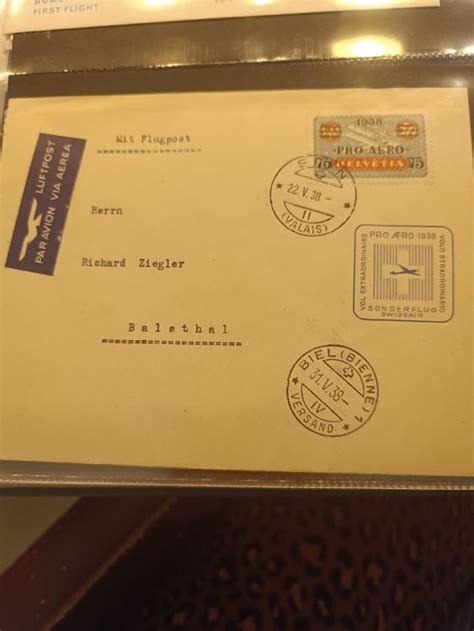 FIRST FLIGHT
LUFTPOST
PAR AVION VIA AEREA
Mit Flugpost
1938
PRO AERO
75 HELVETIA 75
22.V.38-
11
(VALAIS)
Herrn
Richard Ziegler
Balsthal
PRO AERO 1938
VOL EXTRAORDINAIRE
VOLO STRAORDINARIO
SONDERFLUG
SWISSAIR
BIEL (BIENNE) 1
31.V.38-
IV
VERSAND